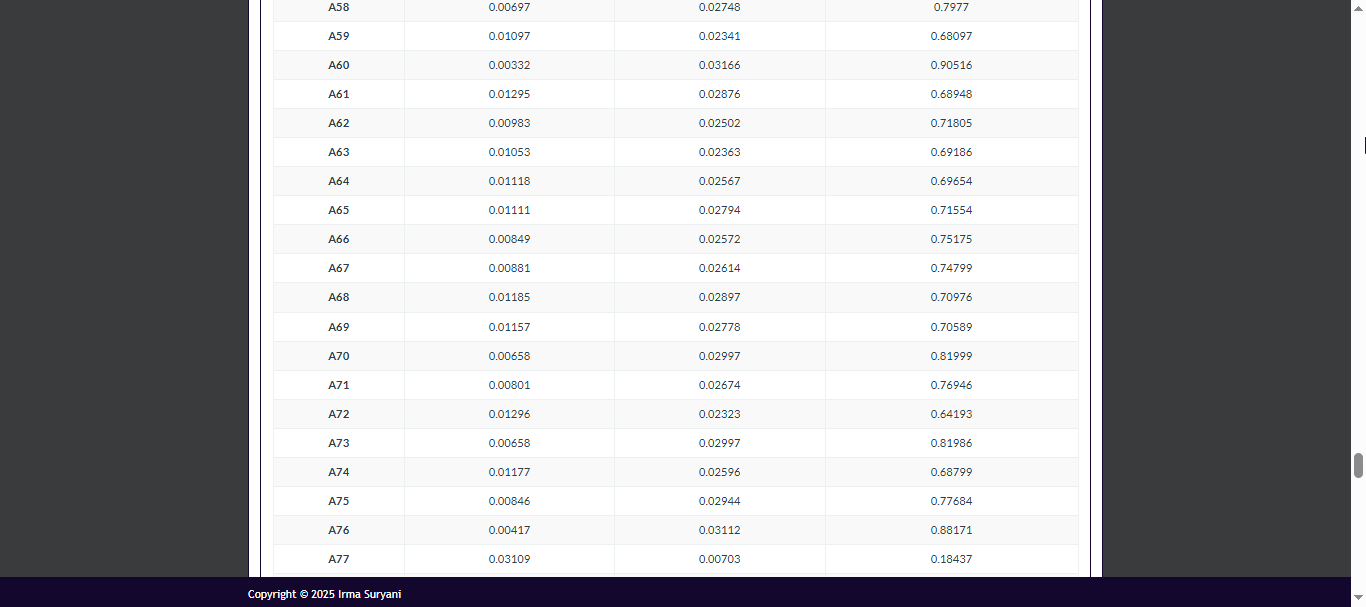 A58 0.00697 0.02748 0.7977
A59 0.01097 0.02341 0.68097
A60 0.00332 0.03166 0.90516
A61 0.01295 0.02876 0.68948
A62 0.00983 0.02502 0.71805
A63 0.01053 0.02363 0.69186
A64 0.01118 0.02567 0.69654
A65 0.01111 0.02794 0.71554
A66 0.00849 0.02572 0.75175
A67 0.00881 0.02614 0.74799
A68 0.01185 0.02897 0.70976
A69 0.01157 0.02778 0.70589
A70 0.00658 0.02997 0.81999
A71 0.00801 0.02674 0.76946
A72 0.01296 0.02323 0.64193
A73 0.00658 0.02997 0.81986
A74 0.01177 0.02596 0.68799
A75 0.00846 0.02944 0.77684
A76 0.00417 0.03112 0.88171
A77 0.03109 0.00703 0.18437
Copyright © 2025 Irma Suryani